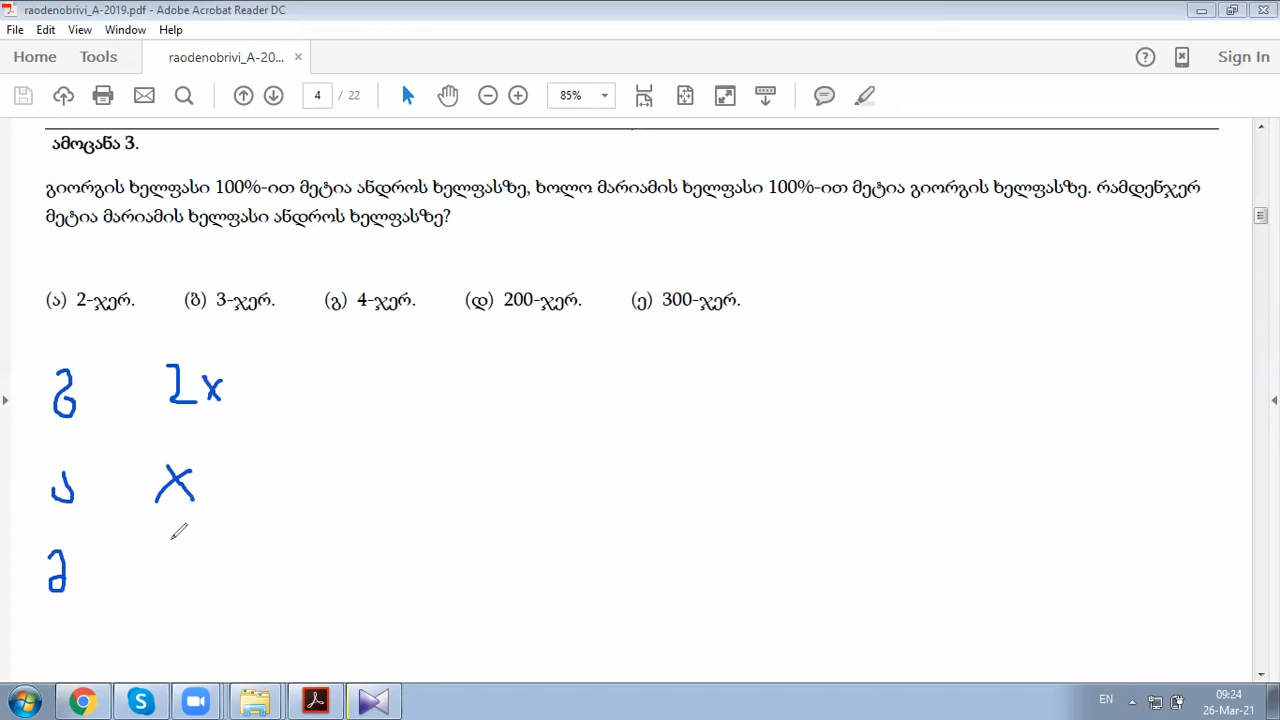 raodenobrivi_A-2019.pdf - Adobe Acrobat Reader DC
File Edit View Window Help
Home Tools raodenobrivi_A-20... × Sign In
4 / 22 85%
ამოცანა 3.
გიორგის ხელფასი 100%-ით მეტია ანდროს ხელფასზე, ხოლო მარიამის ხელფასი 100%-ით მეტია გიორგის ხელფასზე. რამდენჯერ
მეტია მარიამის ხელფასი ანდროს ხელფასზე?
(ა) 2-ჯერ. (ბ) 3-ჯერ. (გ) 4-ჯერ. (დ) 200-ჯერ. (ე) 300-ჯერ.
გ 2x
ა x
მ
EN 09:24
26-Mar-21